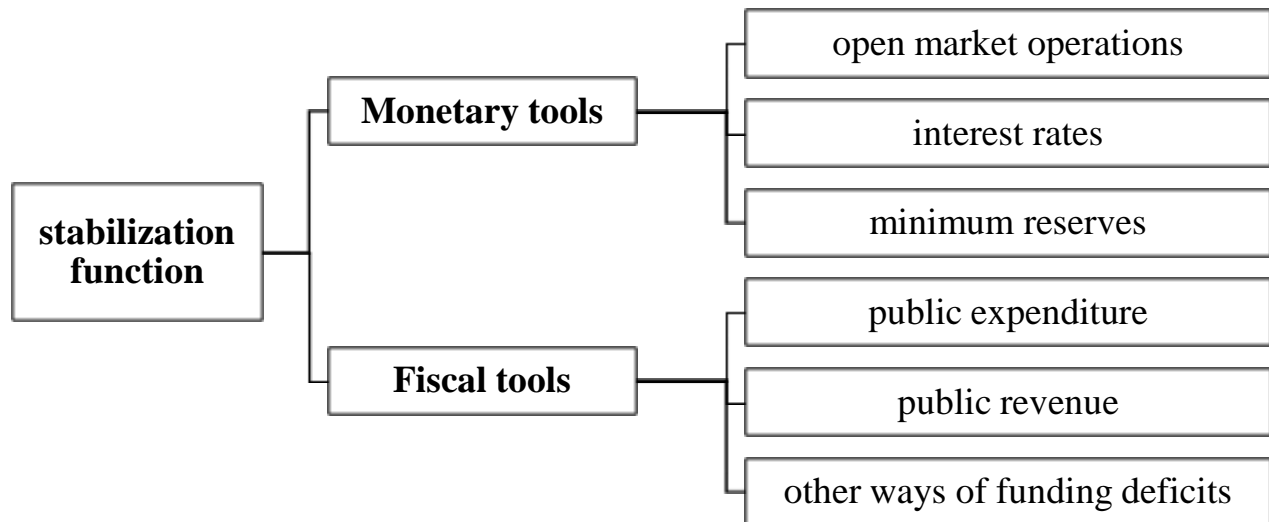 open market operations
Monetary tools
interest rates
minimum reserves
stabilization
function
public expenditure
Fiscal tools
public revenue
other ways of funding deficits